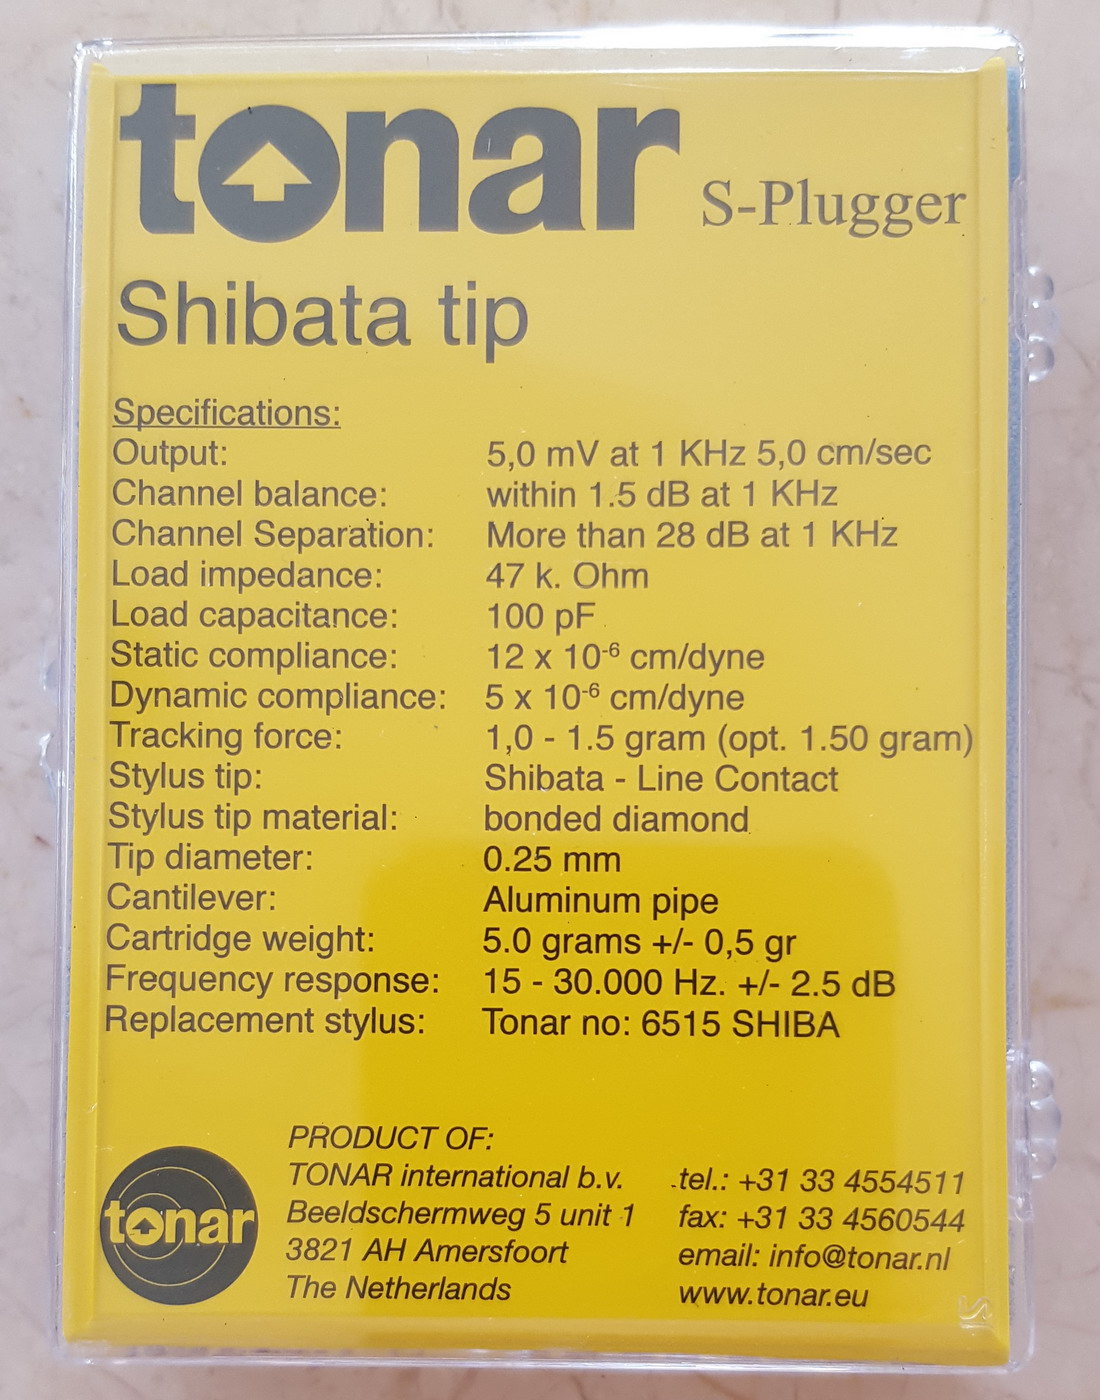 tonar S-Plugger
Shibata tip
Specifications:
Output: 5,0 mV at 1 KHz 5,0 cm/sec
Channel balance: within 1.5 dB at 1 KHz
Channel Separation: More than 28 dB at 1 KHz
Load impedance: 47 k. Ohm
Load capacitance: 100 pF
Static compliance: 12 x 10⁻⁶ cm/dyne
Dynamic compliance: 5 x 10⁻⁶ cm/dyne
Tracking force: 1,0 - 1.5 gram (opt. 1.50 gram)
Stylus tip: Shibata - Line Contact
Stylus tip material: bonded diamond
Tip diameter: 0.25 mm
Cantilever: Aluminum pipe
Cartridge weight: 5.0 grams +/- 0,5 gr
Frequency response: 15 - 30.000 Hz. +/- 2.5 dB
Replacement stylus: Tonar no: 6515 SHIBA
tonar
PRODUCT OF:
TONAR international b.v. tel.: +31 33 4554511
Beeldschermweg 5 unit 1 fax: +31 33 4560544
3821 AH Amersfoort email: info@tonar.nl
The Netherlands www.tonar.eu